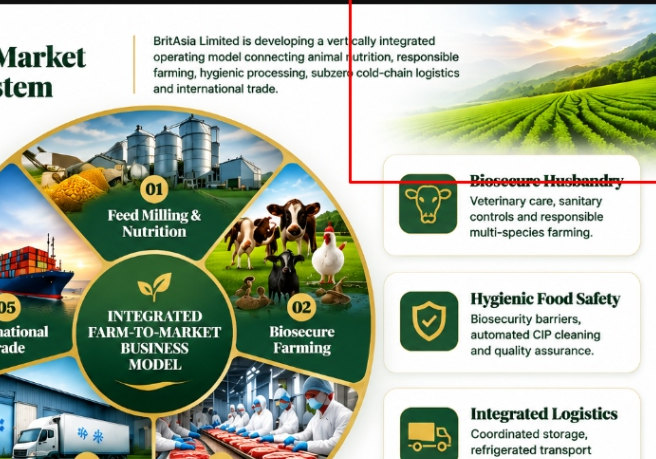 Market
stem
BritAsia Limited is developing a vertically integrated
operating model connecting animal nutrition, responsible
farming, hygienic processing, subzero cold-chain logistics
and international trade.
01
Feed Milling &
Nutrition
05
national
rade
INTEGRATED
FARM-TO-MARKET
BUSINESS
MODEL
02
Biosecure
Farming
Biosecure Husbandry
Veterinary care, sanitary
controls and responsible
multi-species farming.
Hygienic Food Safety
Biosecurity barriers,
automated CIP cleaning
and quality assurance.
Integrated Logistics
Coordinated storage,
refrigerated transport